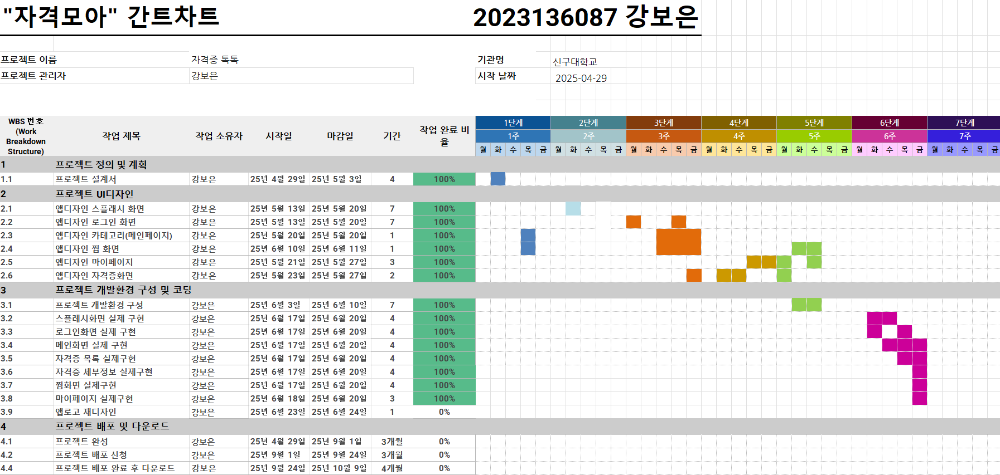 "자격모아" 간트차트 2023136087 강보은
프로젝트 이름 자격증 톡톡 기관명 신구대학교
프로젝트 관리자 강보은 시작 날짜 2025-04-29
WBS 번호 (Work Breakdown Structure) 작업 제목 작업 소유자 시작일 마감일 기간 작업 완료 비율
1단계 2단계 3단계 4단계 5단계 6단계 7단계
1주 2주 3주 4주 5주 6주 7주
월 화 수 목 금 월 화 수 목 금 월 화 수 목 금 월 화 수 목 금 월 화 수 목 금 월 화 수 목 금 월 화 수 목 금
1 프로젝트 정의 및 계획
1.1 프로젝트 설계서 강보은 25년 4월 29일 25년 5월 3일 4 100%
2 프로젝트 UI디자인
2.1 앱디자인 스플래시 화면 강보은 25년 5월 13일 25년 5월 20일 7 100%
2.2 앱디자인 로그인 화면 강보은 25년 5월 13일 25년 5월 20일 7 100%
2.3 앱디자인 카테고리(메인페이지) 강보은 25년 5월 20일 25년 5월 20일 1 100%
2.4 앱디자인 찜 화면 강보은 25년 6월 10일 25년 6월 11일 1 100%
2.5 앱디자인 마이페이지 강보은 25년 5월 21일 25년 5월 27일 3 100%
2.6 앱디자인 자격증화면 강보은 25년 5월 23일 25년 5월 27일 2 100%
3 프로젝트 개발환경 구성 및 코딩
3.1 프로젝트 개발환경 구성 강보은 25년 6월 3일 25년 6월 10일 7 100%
3.2 스플레시화면 실제 구현 강보은 25년 6월 17일 25년 6월 20일 4 100%
3.3 로그인화면 실제 구현 강보은 25년 6월 17일 25년 6월 20일 4 100%
3.4 메인화면 실제 구현 강보은 25년 6월 17일 25년 6월 20일 4 100%
3.5 자격증 목록 실제구현 강보은 25년 6월 17일 25년 6월 20일 4 100%
3.6 자격증 세부정보 실제구현 강보은 25년 6월 17일 25년 6월 20일 4 100%
3.7 찜화면 실제구현 강보은 25년 6월 17일 25년 6월 20일 4 100%
3.8 마이페이지 실제구현 강보은 25년 6월 18일 25년 6월 20일 3 100%
3.9 앱로고 재디자인 강보은 25년 6월 23일 25년 6월 24일 1 0%
4 프로젝트 배포 및 다운로드
4.1 프로젝트 완성 강보은 25년 4월 29일 25년 9월 1일 3개월 0%
4.2 프로젝트 배포 신청 강보은 25년 9월 1일 25년 9월 24일 3개월 0%
4.4 프로젝트 배포 완료 후 다운로드 강보은 25년 9월 24일 25년 10월 9일 4개월 0%